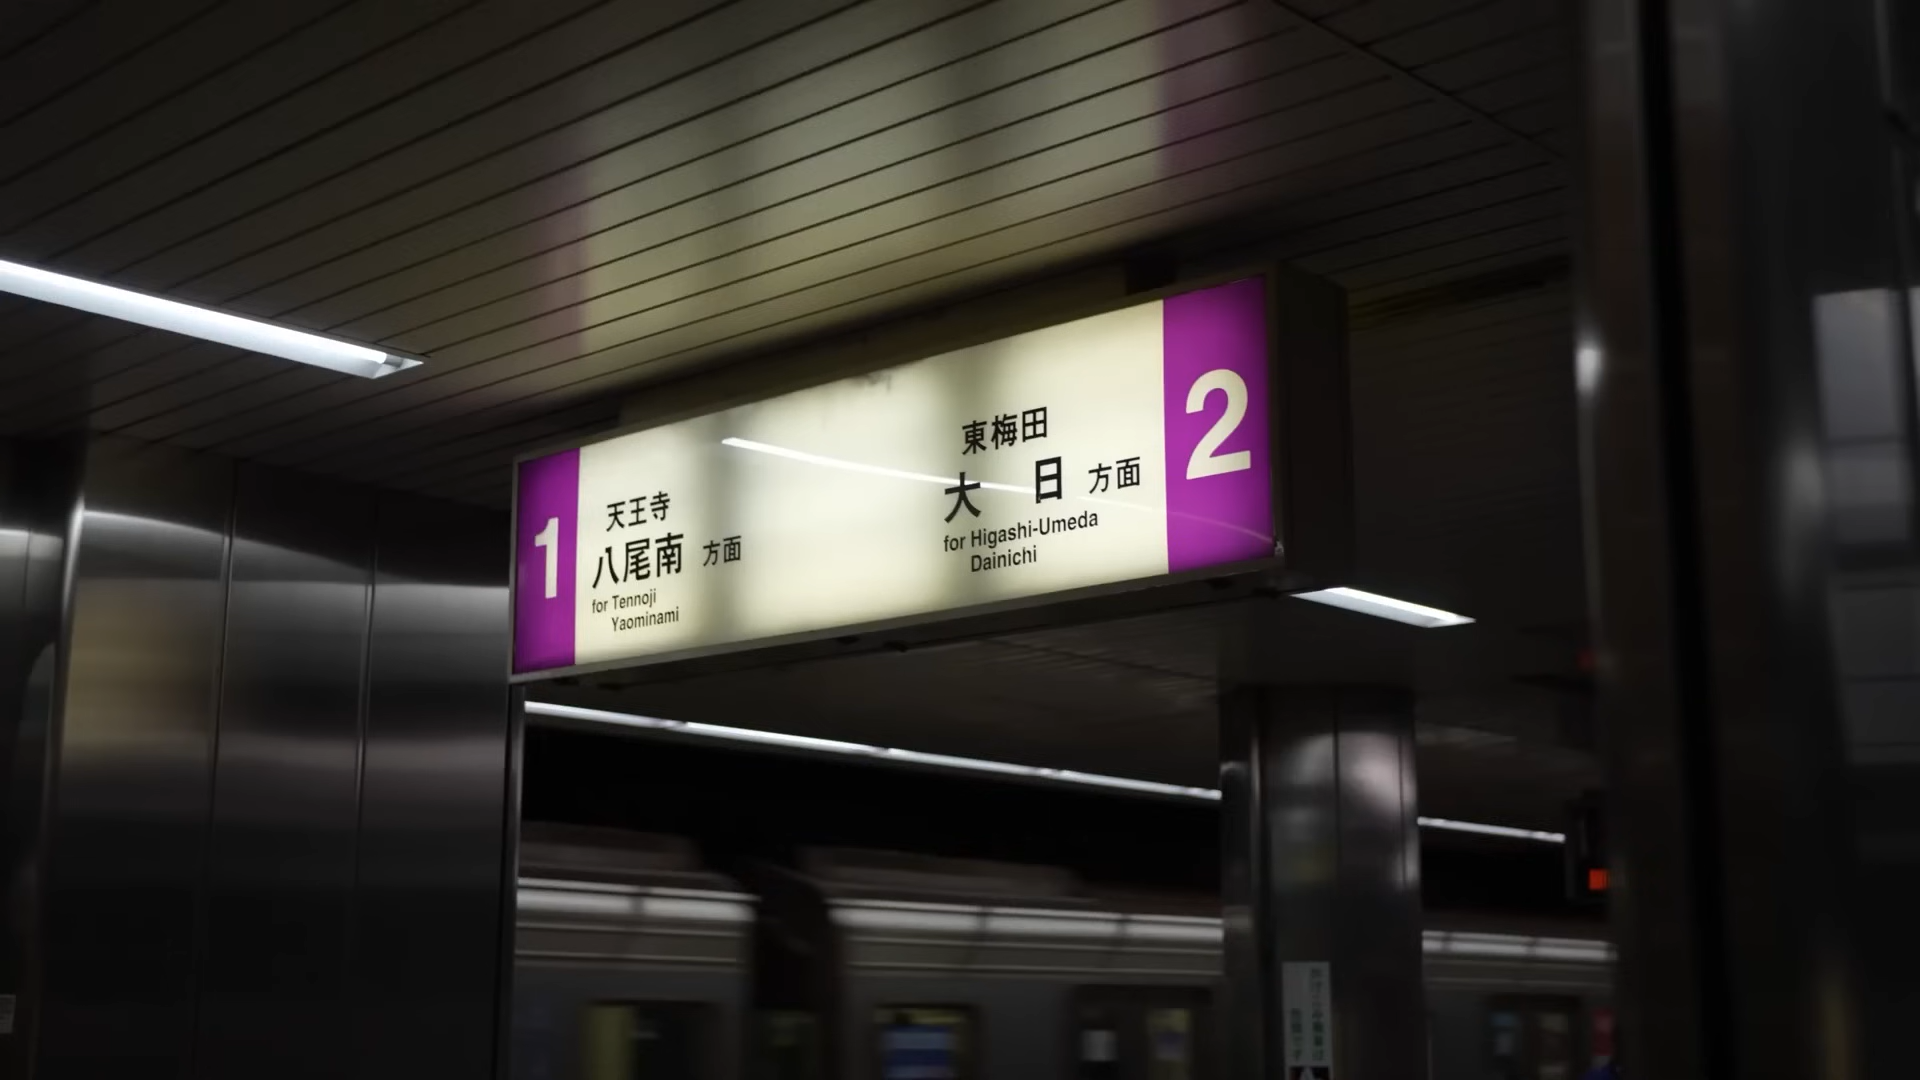 1
天王寺
八尾南 方面
for Tennoji
Yaominami
東梅田
大 日 方面
for Higashi-Umeda
Dainichi
2